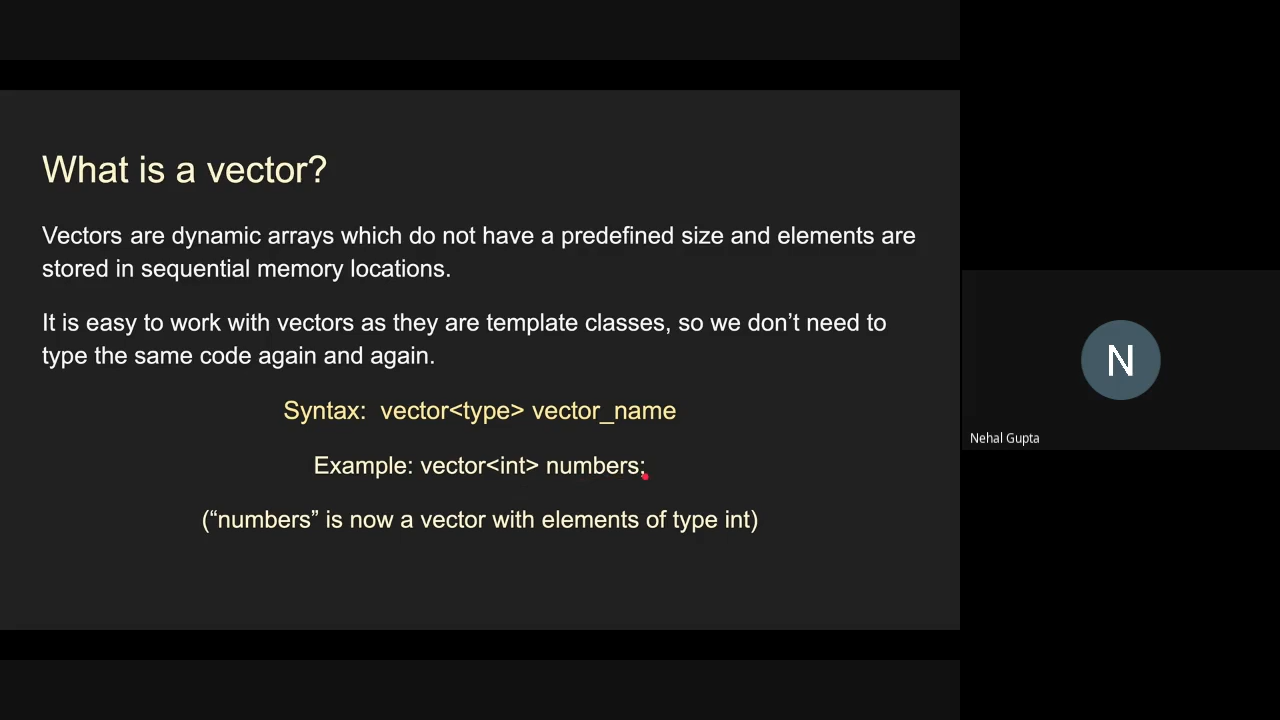 What is a vector?
Vectors are dynamic arrays which do not have a predefined size and elements are
stored in sequential memory locations.
It is easy to work with vectors as they are template classes, so we don’t need to
type the same code again and again.
Syntax:  vector<type> vector_name
Example: vector<int> numbers;
(“numbers” is now a vector with elements of type int)
N
Nehal Gupta